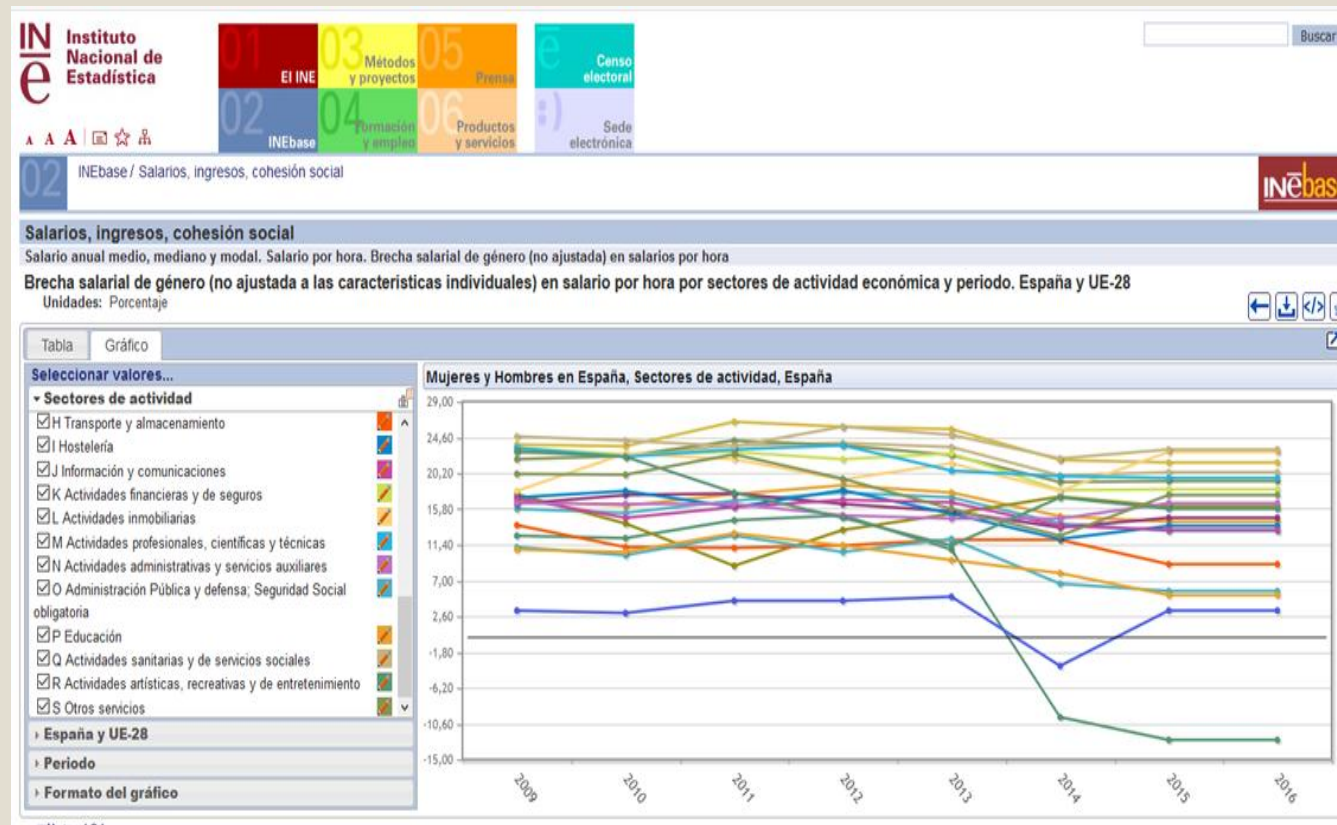 INe
Instituto
Nacional de
Estadística
A A A
01
El INE
03
Métodos
y proyectos
05
Prensa
Censo
electoral
Buscar
02
INEbase
04
Formación
y empleo
06
Productos
y servicios
:)
Sede
electrónica
02
INEbase / Salarios, ingresos, cohesión social
INēbas
Salarios, ingresos, cohesión social
Salario anual medio, mediano y modal. Salario por hora. Brecha salarial de género (no ajustada) en salarios por hora
Brecha salarial de género (no ajustada a las características individuales) en salario por hora por sectores de actividad económica y periodo. España y UE-28
Unidades: Porcentaje
Tabla
Gráfico
Seleccionar valores...
Sectores de actividad
H Transporte y almacenamiento
I Hostelería
J Información y comunicaciones
K Actividades financieras y de seguros
L Actividades inmobiliarias
M Actividades profesionales, científicas y técnicas
N Actividades administrativas y servicios auxiliares
O Administración Pública y defensa; Seguridad Social
obligatoria
P Educación
Q Actividades sanitarias y de servicios sociales
R Actividades artísticas, recreativas y de entretenimiento
S Otros servicios
España y UE-28
Periodo
Formato del gráfico
Mujeres y Hombres en España, Sectores de actividad, España
29,00
24,60
20,20
15,80
11,40
7,00
2,60
-1,80
-6,20
-10,60
-15,00
2009 2010 2011 2012 2013 2014 2015 2016